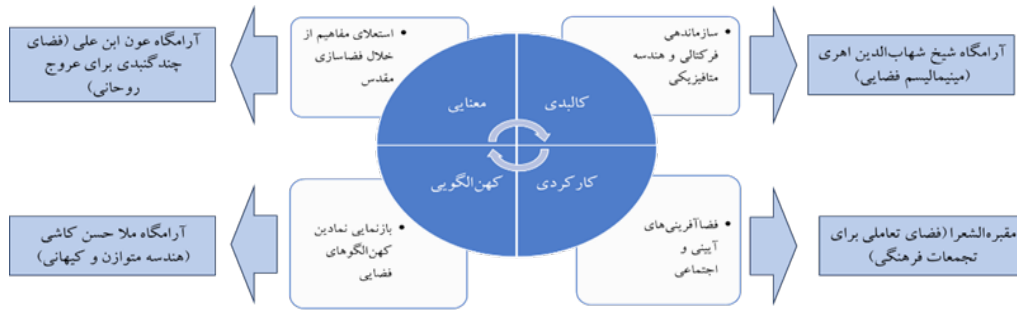 آرامگاه شیخ شهاب‌الدین اهری
(مینیمالیسم فضایی)
• سازماندهی
فرکتالی و هندسه
متافیزیکی
کالبدی
معنایی
• استعلای مفاهیم از
خلال فضاسازی
مقدس
آرامگاه عون ابن علی (فضای
چندگنبدی برای عروج
روحانی)
مقبره‌الشعرا (فضای تعاملی برای
تجمعات فرهنگی)
• فضاآفرینی‌های
آیینی و
اجتماعی
کارکردی
کهن‌الگویی
• بازنمایی نمادین
کهن‌الگوهای
فضایی
آرامگاه ملا حسن کاشی
(هندسه متوازن و کیهانی)